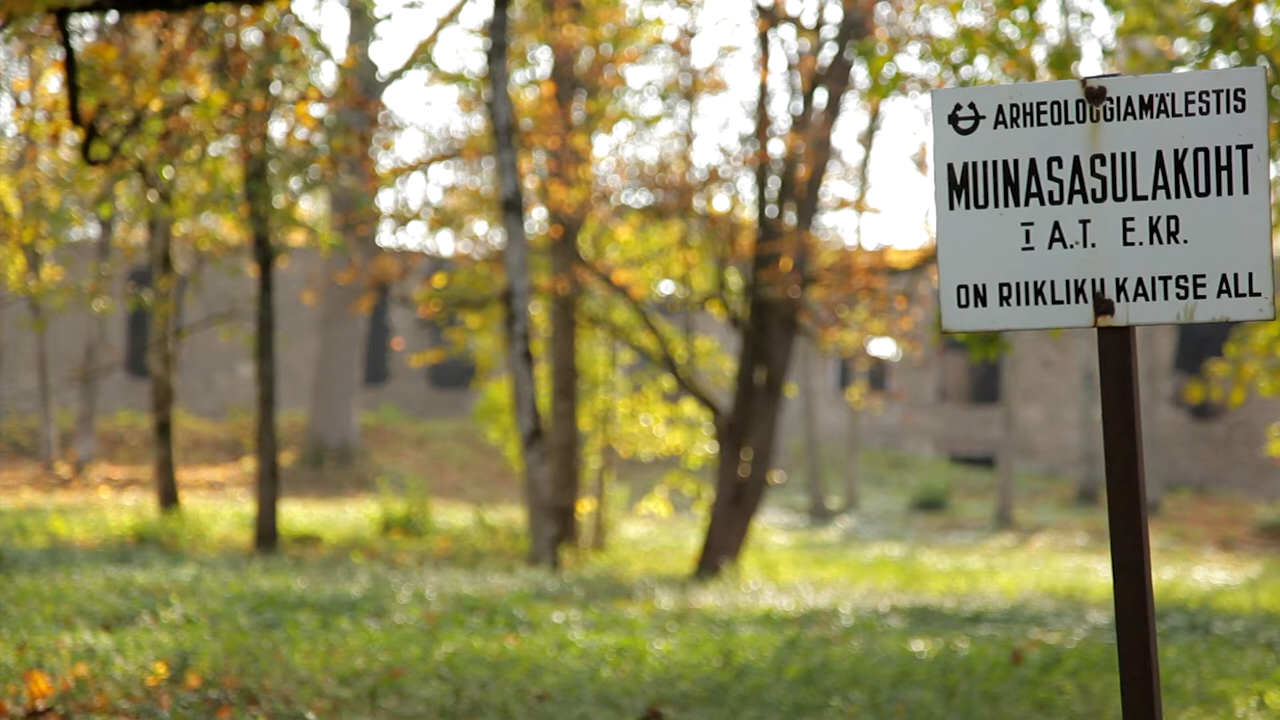 ARHEOLOOGIAMÄLESTIS
MUINASASULAKOHT
I A.T. E.KR.
ON RIIKLIKU KAITSE ALL